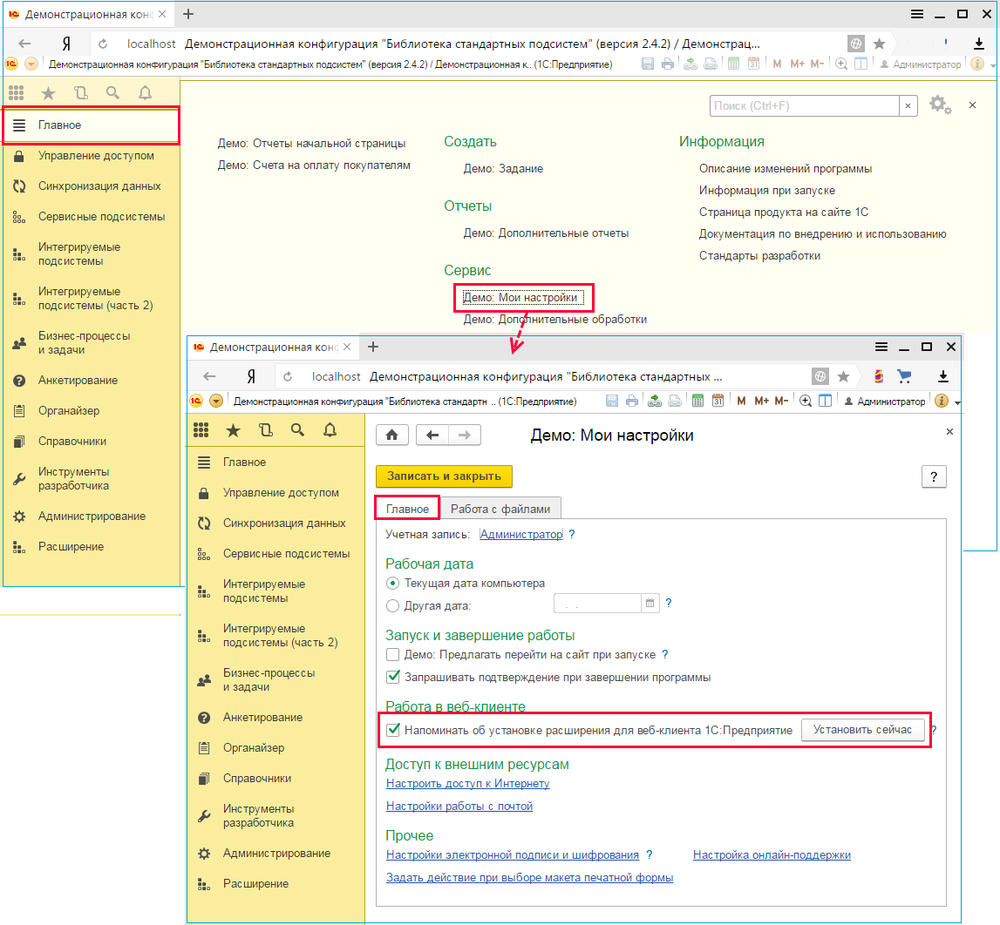 Демонстрационная конф
localhost Демонстрационная конфигурация "Библиотека стандартных подсистем" (версия 2.4.2) / Демонстрац...
Демонстрационная конфигурация "Библиотека стандартных подсистем" (версия 2.4.2) / Демонстрационная к.. (1С:Предприятие)
M M+ M- Администратор
Поиск (Ctrl+F)
Главное
Управление доступом
Синхронизация данных
Сервисные подсистемы
Интегрируемые
подсистемы
Интегрируемые
подсистемы (часть 2)
Бизнес-процессы
и задачи
Анкетирование
Органайзер
Справочники
Инструменты
разработчика
Администрирование
Расширение
Демо: Отчеты начальной страницы
Демо: Счета на оплату покупателям
Создать
Демо: Задание
Отчеты
Демо: Дополнительные отчеты
Сервис
Демо: Мои настройки
Демо: Дополнительные обработки
Информация
Описание изменений программы
Информация при запуске
Страница продукта на сайте 1С
Документация по внедрению и использованию
Стандарты разработки
Демонстрационная конф
localhost Демонстрационная конфигурация "Библиотека стандартных ...
Демонстрационная конфигурация "Библиотека стандартн .. (1С:Предприятие)
31 M M+ M- Администратор
Главное
Управление доступом
Синхронизация данных
Сервисные подсистемы
Интегрируемые
подсистемы
Интегрируемые
подсистемы (часть 2)
Бизнес-процессы
и задачи
Анкетирование
Органайзер
Справочники
Инструменты
разработчика
Администрирование
Расширение
Демо: Мои настройки
Записать и закрыть ?
Главное Работа с файлами
Учетная запись: Администратор ?
Рабочая дата
Текущая дата компьютера
Другая дата: . . ?
Запуск и завершение работы
Демо: Предлагать перейти на сайт при запуске ?
Запрашивать подтверждение при завершении программы
Работа в веб-клиенте
Напоминать об установке расширения для веб-клиента 1С:Предприятие Установить сейчас ?
Доступ к внешним ресурсам
Настроить доступ к Интернету
Настройки работы с почтой
Прочее
Настройки электронной подписи и шифрования ? Настройка онлайн-поддержки
Задать действие при выборе макета печатной формы